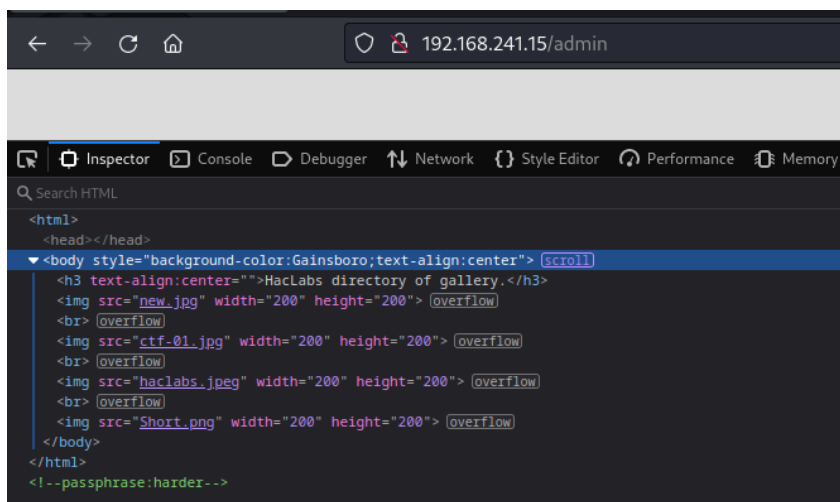 192.168.241.15/admin
Inspector Console Debugger Network {} Style Editor Performance Memory
Search HTML
<html>
<head></head>
<body style="background-color:Gainsboro;text-align:center"> scroll
<h3 text-align:center="">HacLabs directory of gallery.</h3>
<img src="new.jpg" width="200" height="200"> overflow
<br> overflow
<img src="ctf-01.jpg" width="200" height="200"> overflow
<br> overflow
<img src="haclabs.jpeg" width="200" height="200"> overflow
<br> overflow
<img src="Short.png" width="200" height="200"> overflow
</body>
</html>
<!--passphrase:harder-->